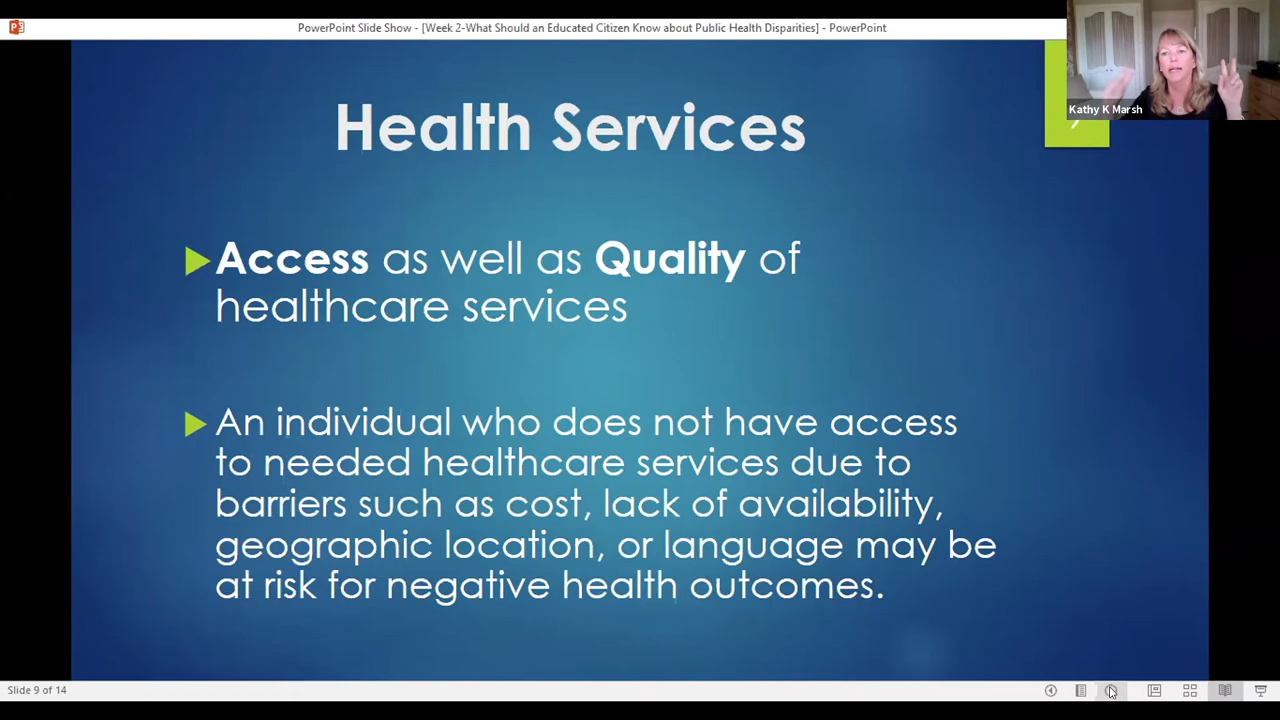 PowerPoint Slide Show - [Week 2-What Should an Educated Citizen Know about Public Health Disparities] - PowerPoint
Kathy K Marsh
Health Services
Access as well as Quality of
healthcare services
An individual who does not have access
to needed healthcare services due to
barriers such as cost, lack of availability,
geographic location, or language may be
at risk for negative health outcomes.
Slide 9 of 14